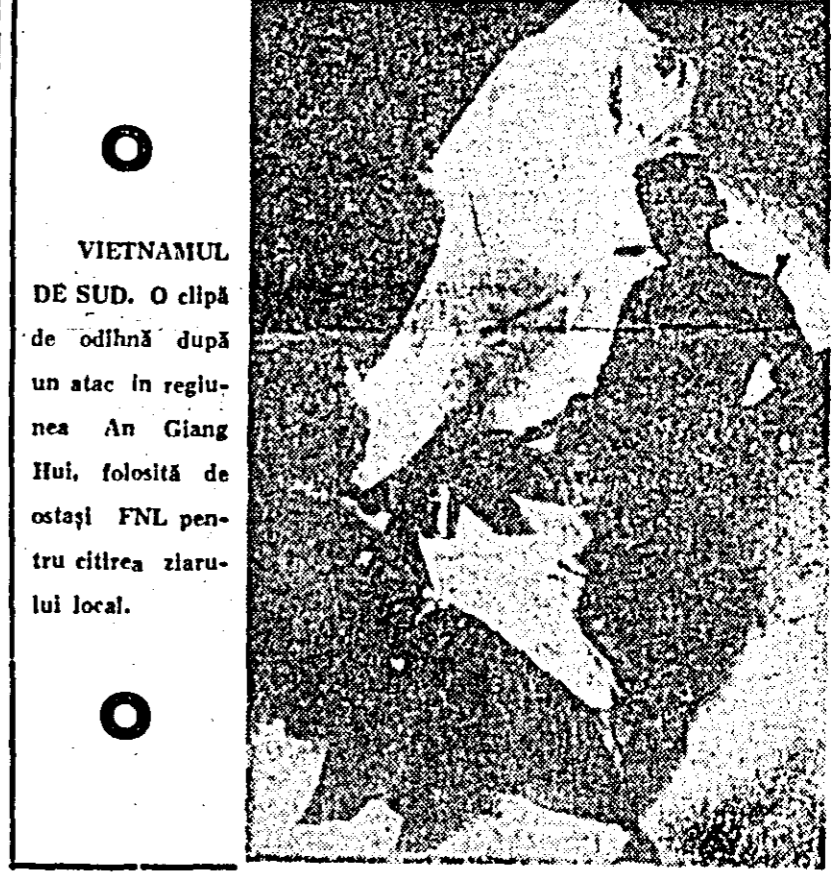 VIETNAMUL
DE SUD. O clipă
de odihnă după
un atac în regiu-
nea An Giang
Hui, folosită de
ostași FNL pen-
tru citirea ziaru-
lui local.